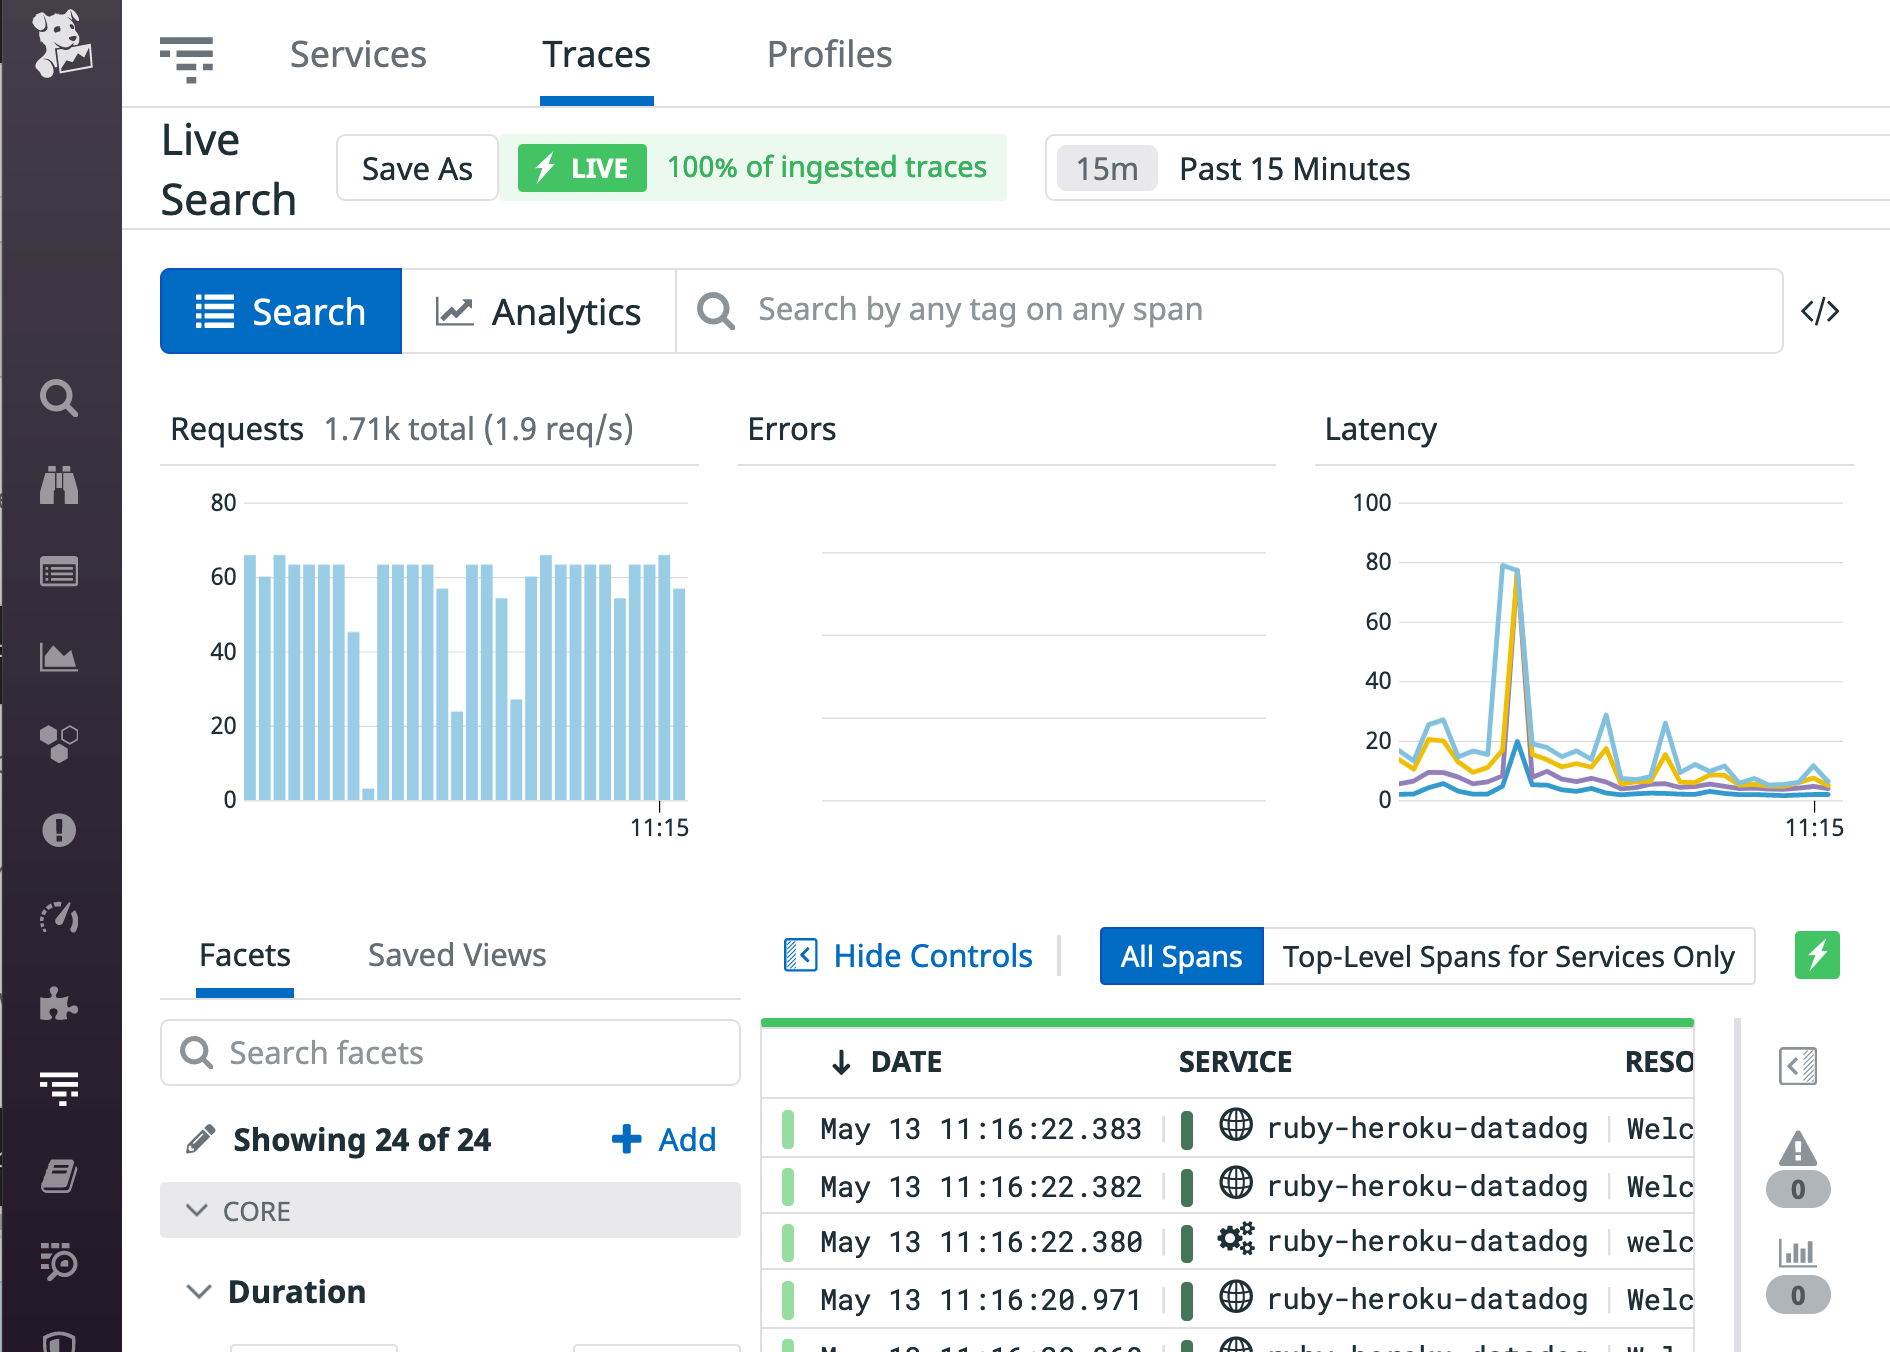 Services Traces Profiles
Live
Search
Save As
LIVE 100% of ingested traces
15m Past 15 Minutes
Search Analytics Search by any tag on any span </>
Requests 1.71k total (1.9 req/s)
80
60
40
20
0
11:15
Errors
Latency
100
80
60
40
20
0
11:15
Facets Saved Views
Hide Controls All Spans Top-Level Spans for Services Only
Search facets
Showing 24 of 24 Add
CORE
Duration
DATE SERVICE RESO
May 13 11:16:22.383 ruby-heroku-datadog Welc
May 13 11:16:22.382 ruby-heroku-datadog Welc
May 13 11:16:22.380 ruby-heroku-datadog welc
May 13 11:16:20.971 ruby-heroku-datadog Welc
0
0